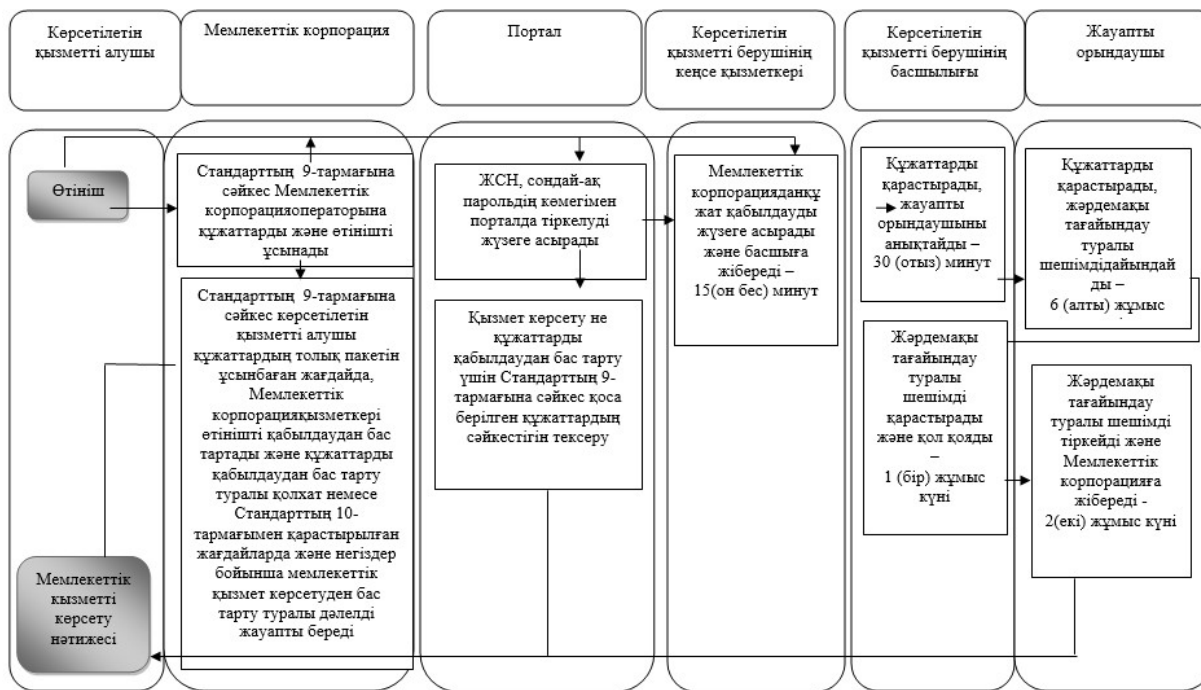 Көрсетілетін
қызметті алушы
Мемлекеттік корпорация
Портал
Көрсетілетін
қызметті берушінің
кеңсе қызметкері
Көрсетілетін
қызметті берушінің
басшылығы
Жауапты
орындаушы
Өтініш
Стандарттың 9-тармағына
сәйкес Мемлекеттік
корпорацияоператорына
құжаттарды және өтінішті
ұсынады
Стандарттың 9-тармағына
сәйкес көрсетілетін
қызметті алушы
құжаттардың толық пакетін
ұсынбаған жағдайда,
Мемлекеттік
корпорацияқызметкері
өтінішті қабылдаудан бас
тартады және құжаттарды
қабылдаудан бас тарту
туралы қолхат немесе
Стандарттың 10-
тармағымен қарастырылған
жағдайларда және негіздер
бойынша мемлекеттік
қызмет көрсетуден бас
тарту туралы дәлелді
жауапты береді
ЖСН, сондай-ақ
парольдің көмегімен
порталда тіркелуді
жүзеге асырады
Қызмет көрсету не
құжаттарды
қабылдаудан бас тарту
үшін Стандарттың 9-
тармағына сәйкес қоса
берілген құжаттардың
сәйкестігін тексеру
Мемлекеттік
корпорацияданқұ
жат қабылдауды
жүзеге асырады
және басшыға
жібереді –
15(он бес) минут
Құжаттарды
қарастырады,
жауапты
орындаушыны
анықтайды –
30 (отыз) минут
Жәрдемақы
тағайындау
туралы
шешімді
қарастырады
және қол қояды
–
1 (бір) жұмыс
күні
Құжаттарды
қарастырады,
жәрдемақы
тағайындау
туралы
шешімдідайындай
ды –
6 (алты) жұмыс
Жәрдемақы
тағайындау
туралы шешімді
тіркейді және
Мемлекеттік
корпорацияға
жібереді -
2(екі) жұмыс күні
Мемлекеттік
кызметті
көрсету
нәтижесі